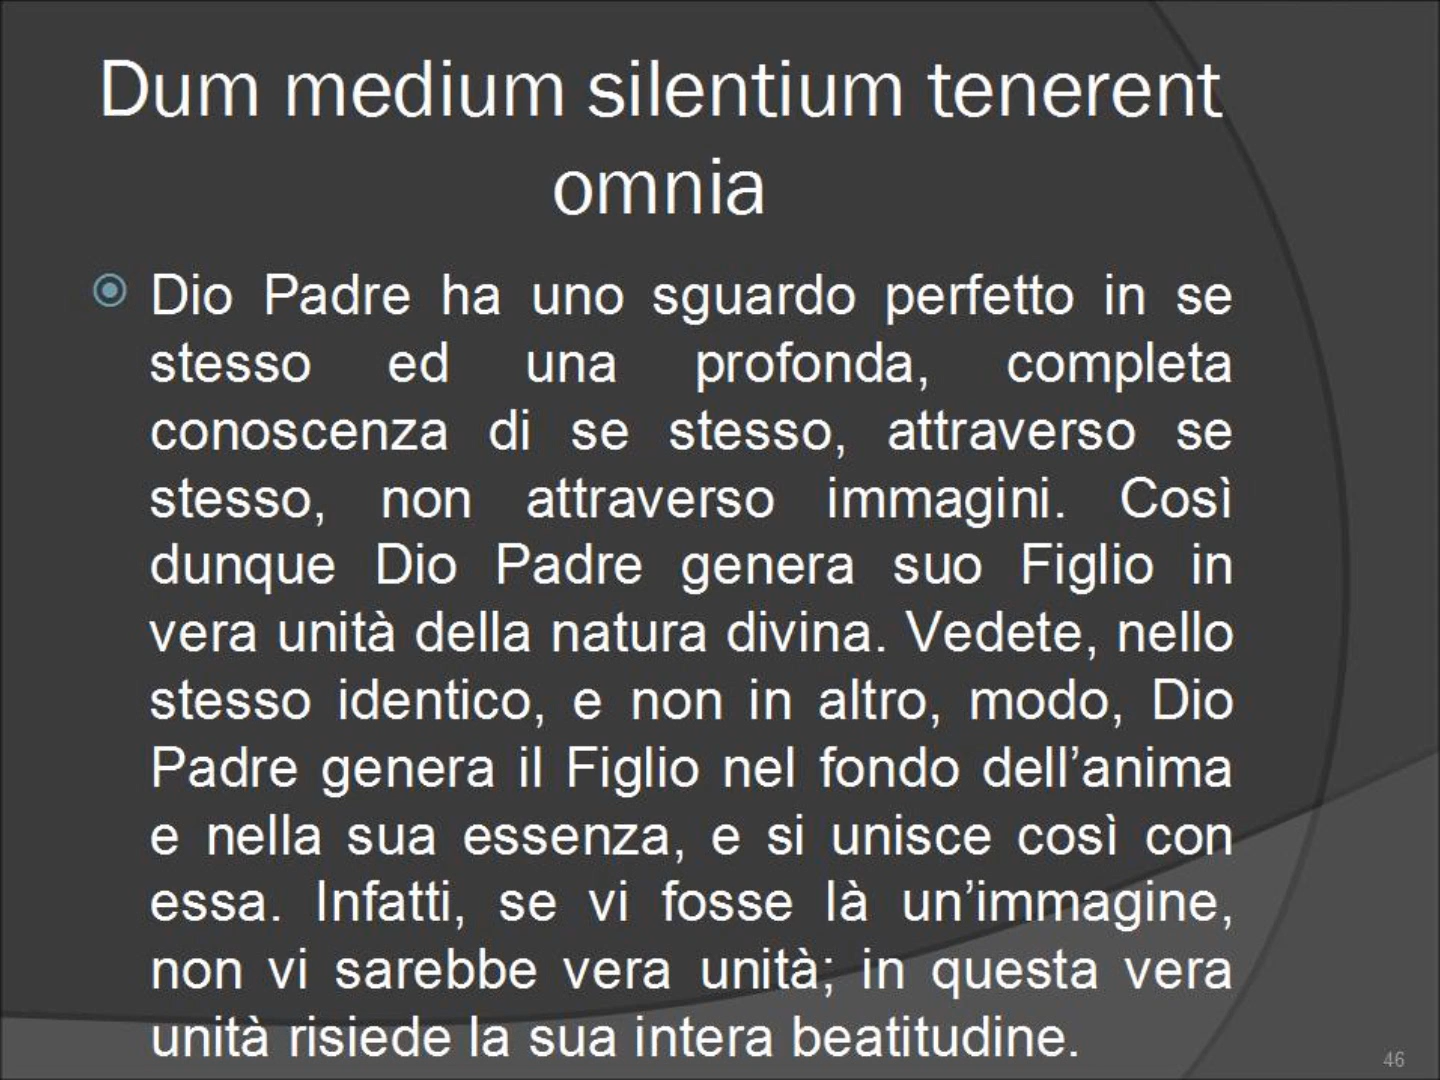 Dum medium silentium tenerent
omnia
Dio Padre ha uno sguardo perfetto in se
stesso ed una profonda, completa
conoscenza di se stesso, attraverso se
stesso, non attraverso immagini. Così
dunque Dio Padre genera suo Figlio in
vera unità della natura divina. Vedete, nello
stesso identico, e non in altro, modo, Dio
Padre genera il Figlio nel fondo dell’anima
e nella sua essenza, e si unisce così con
essa. Infatti, se vi fosse là un’immagine,
non vi sarebbe vera unità; in questa vera
unità risiede la sua intera beatitudine.
46